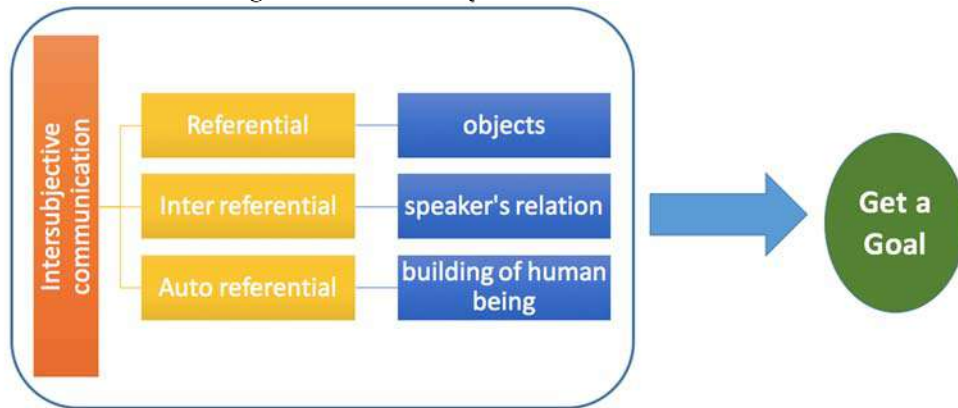 Intersubjective
communication
Referential
objects
Inter referential
speaker's relation
Auto referential
building of human
being
Get a
Goal